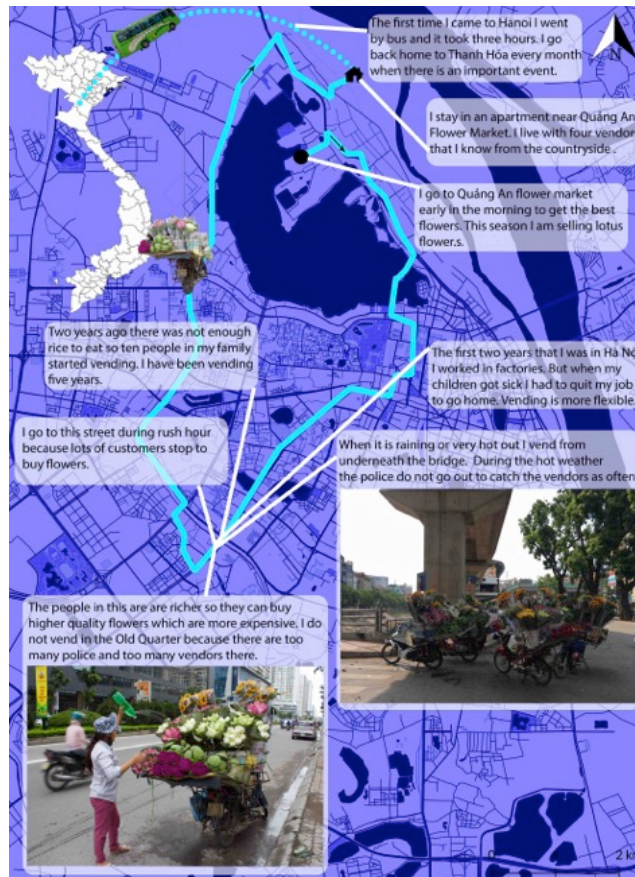 The first time I came to Hanoi I went
by bus and it took three hours. I go
back home to Thanh Hóa every month
when there is an important event.
N
I stay in an apartment near Quảng An
Flower Market. I live with four vendor
that I know from the countryside .
I go to Quảng An flower market
early in the morning to get the best
flowers. This season I am selling lotus
flower.s.
Two years ago there was not enough
rice to eat so ten people in my family
started vending. I have been vending
five years.
The first two years that I was in Hà Nộ
I worked in factories. But when my
children got sick I had to quit my job
to go home. Vending is more flexible.
I go to this street during rush hour
because lots of customers stop to
buy flowers.
When it is raining or very hot out I vend from
underneath the bridge. During the hot weather
the police do not go out to catch the vendors as often
The people in this are are richer so they can buy
higher quality flowers which are more expensive. I do
not vend in the Old Quarter because there are too
many police and too many vendors there.
0 2 k